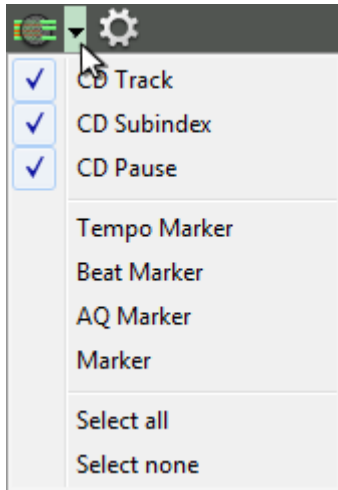 CD Track
CD Subindex
CD Pause
Tempo Marker
Beat Marker
AQ Marker
Marker
Select all
Select none